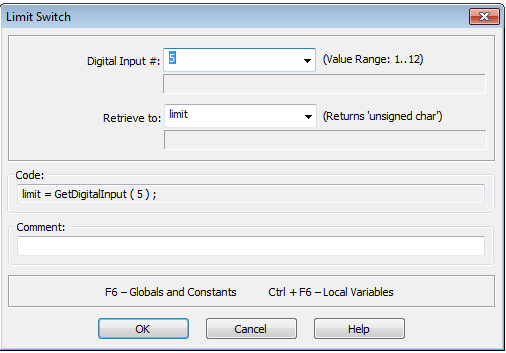 Limit Switch
Digital Input #: 5 (Value Range: 1..12)
Retrieve to: limit (Returns 'unsigned char')
Code:
limit = GetDigitalInput ( 5 ) ;
Comment:
F6 – Globals and Constants Ctrl + F6 – Local Variables
OK Cancel Help